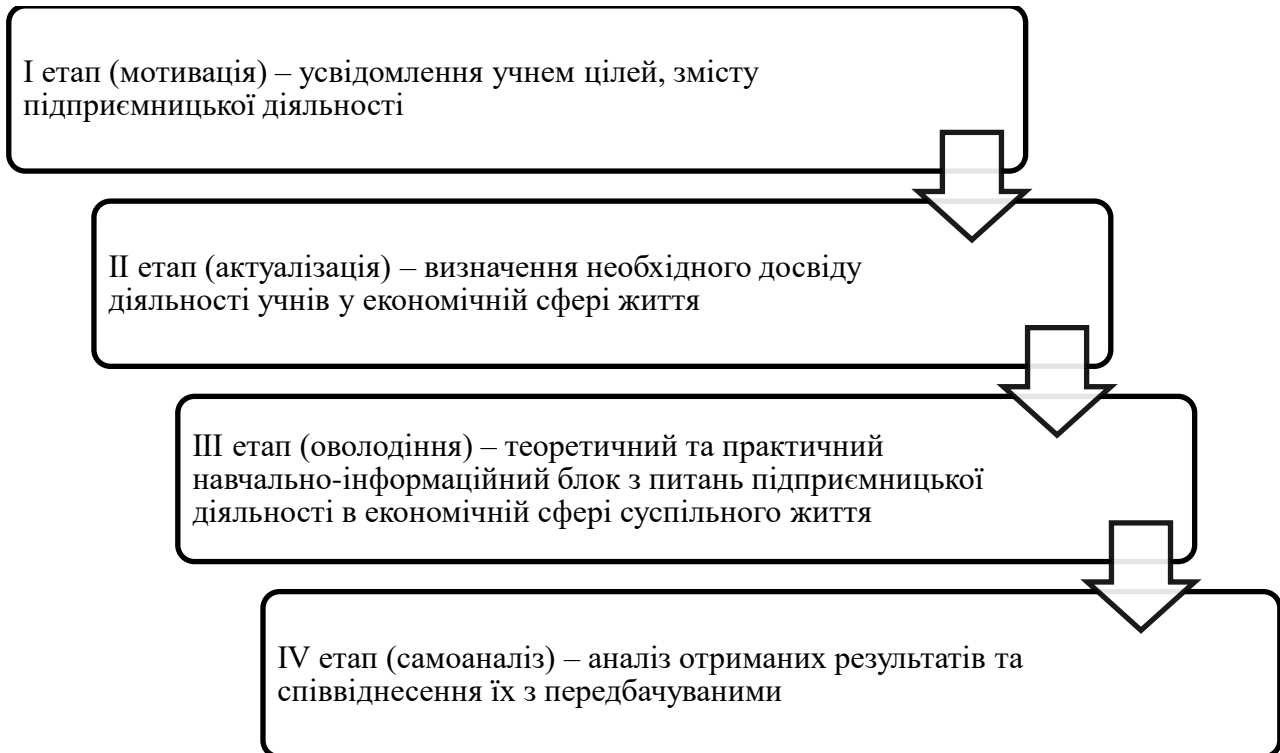 І етап (мотивація) – усвідомлення учнем цілей, змісту
підприємницької діяльності
ІІ етап (актуалізація) – визначення необхідного досвіду
діяльності учнів у економічній сфері життя
ІІІ етап (оволодіння) – теоретичний та практичний
навчально-інформаційний блок з питань підприємницької
діяльності в економічній сфері суспільного життя
IV етап (самоаналіз) – аналіз отриманих результатів та
співвіднесення їх з передбачуваними